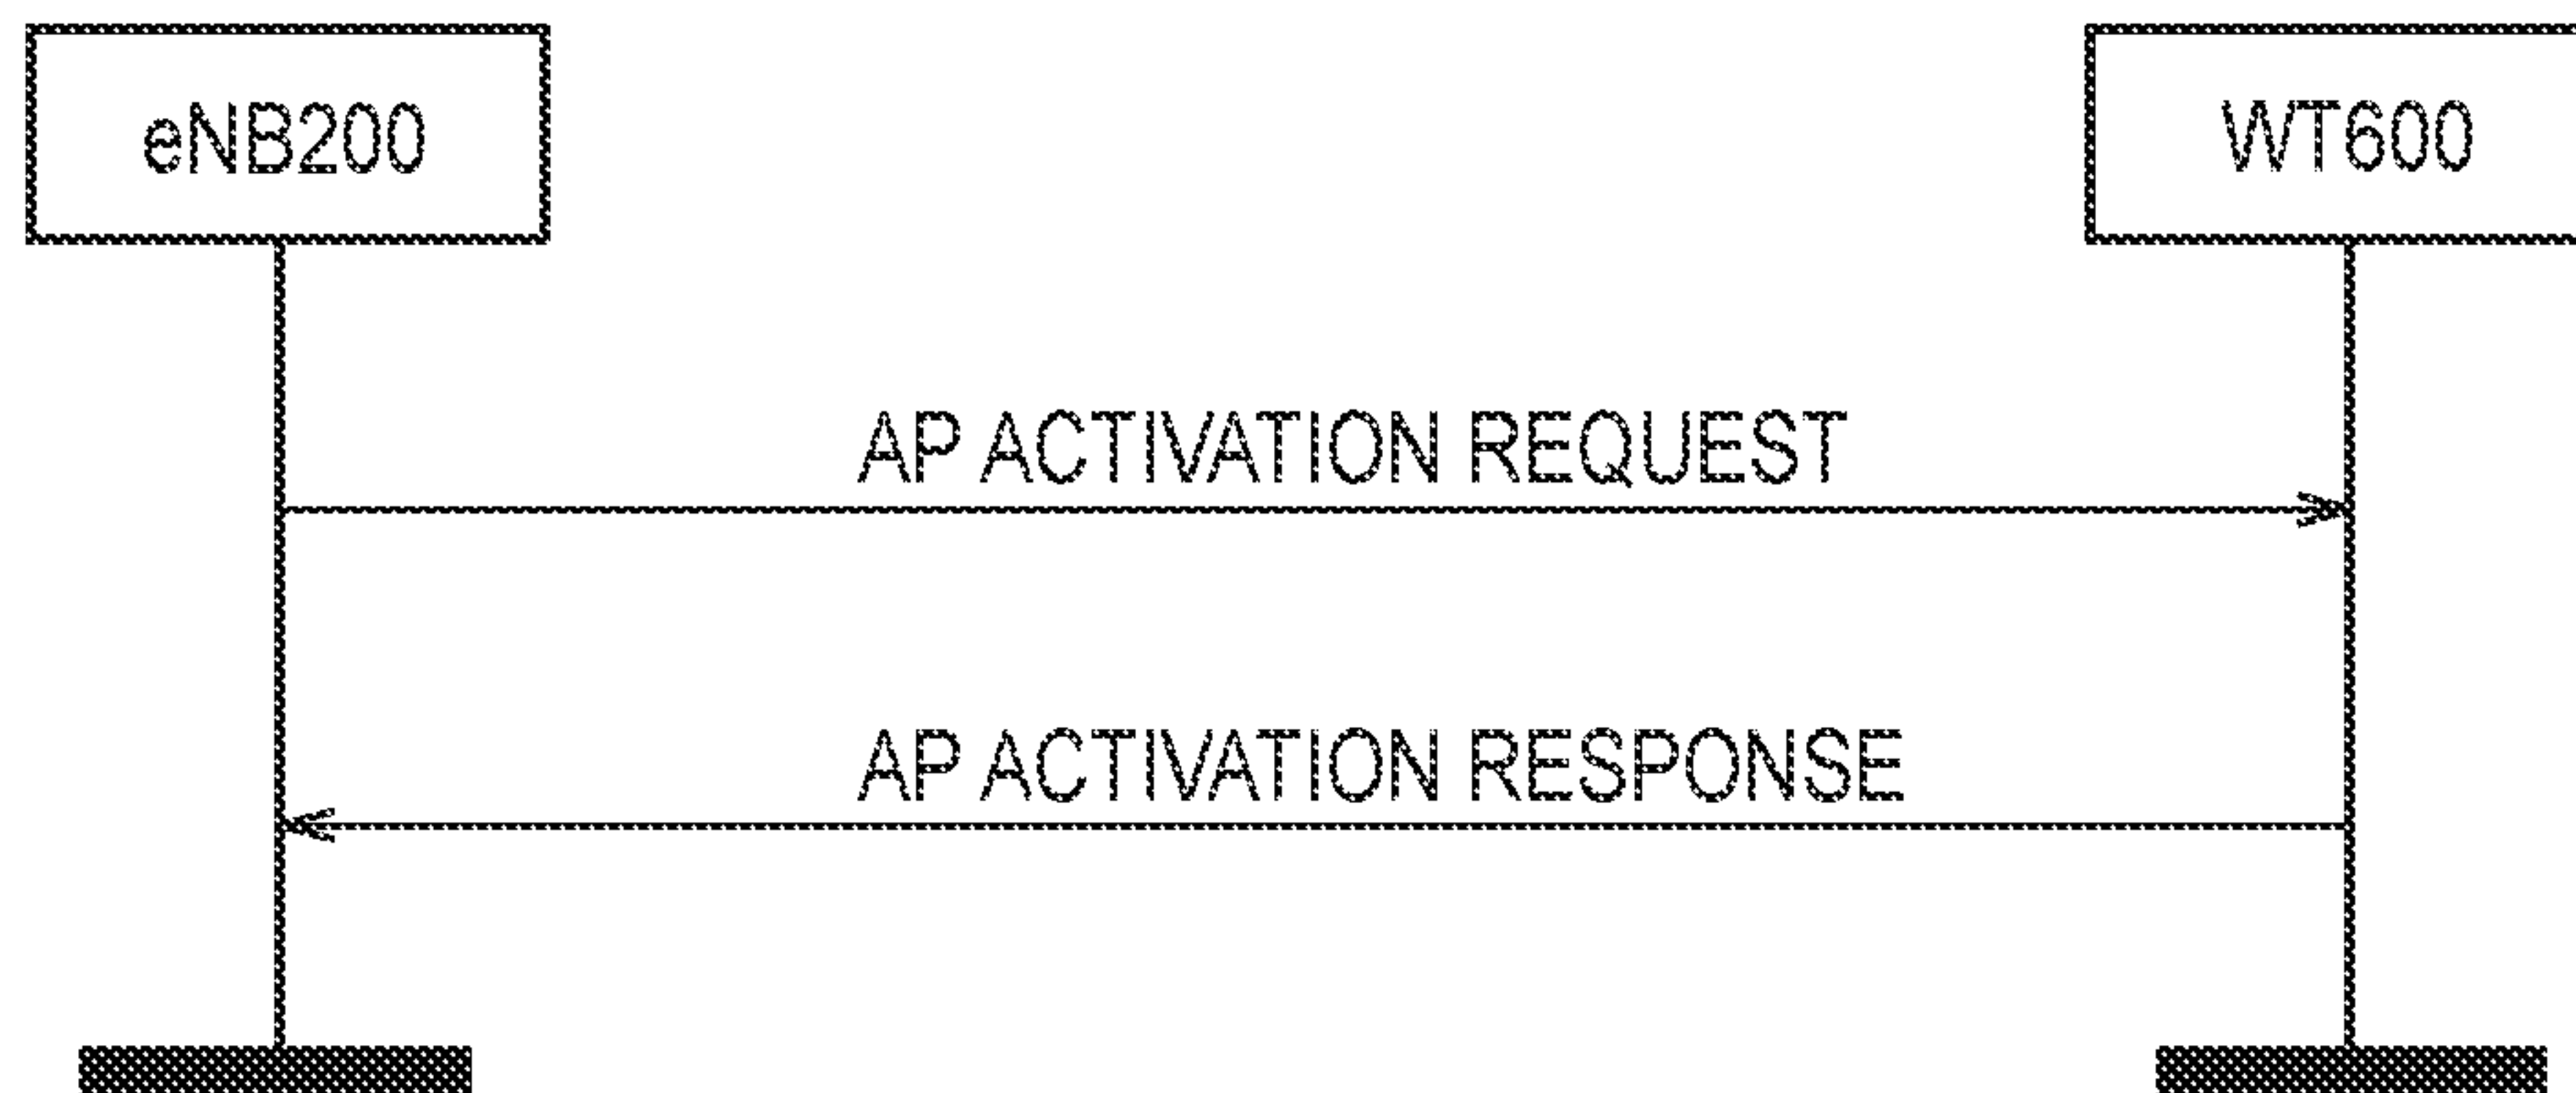 eNB200
WT600
AP ACTIVATION REQUEST
AP ACTIVATION RESPONSE